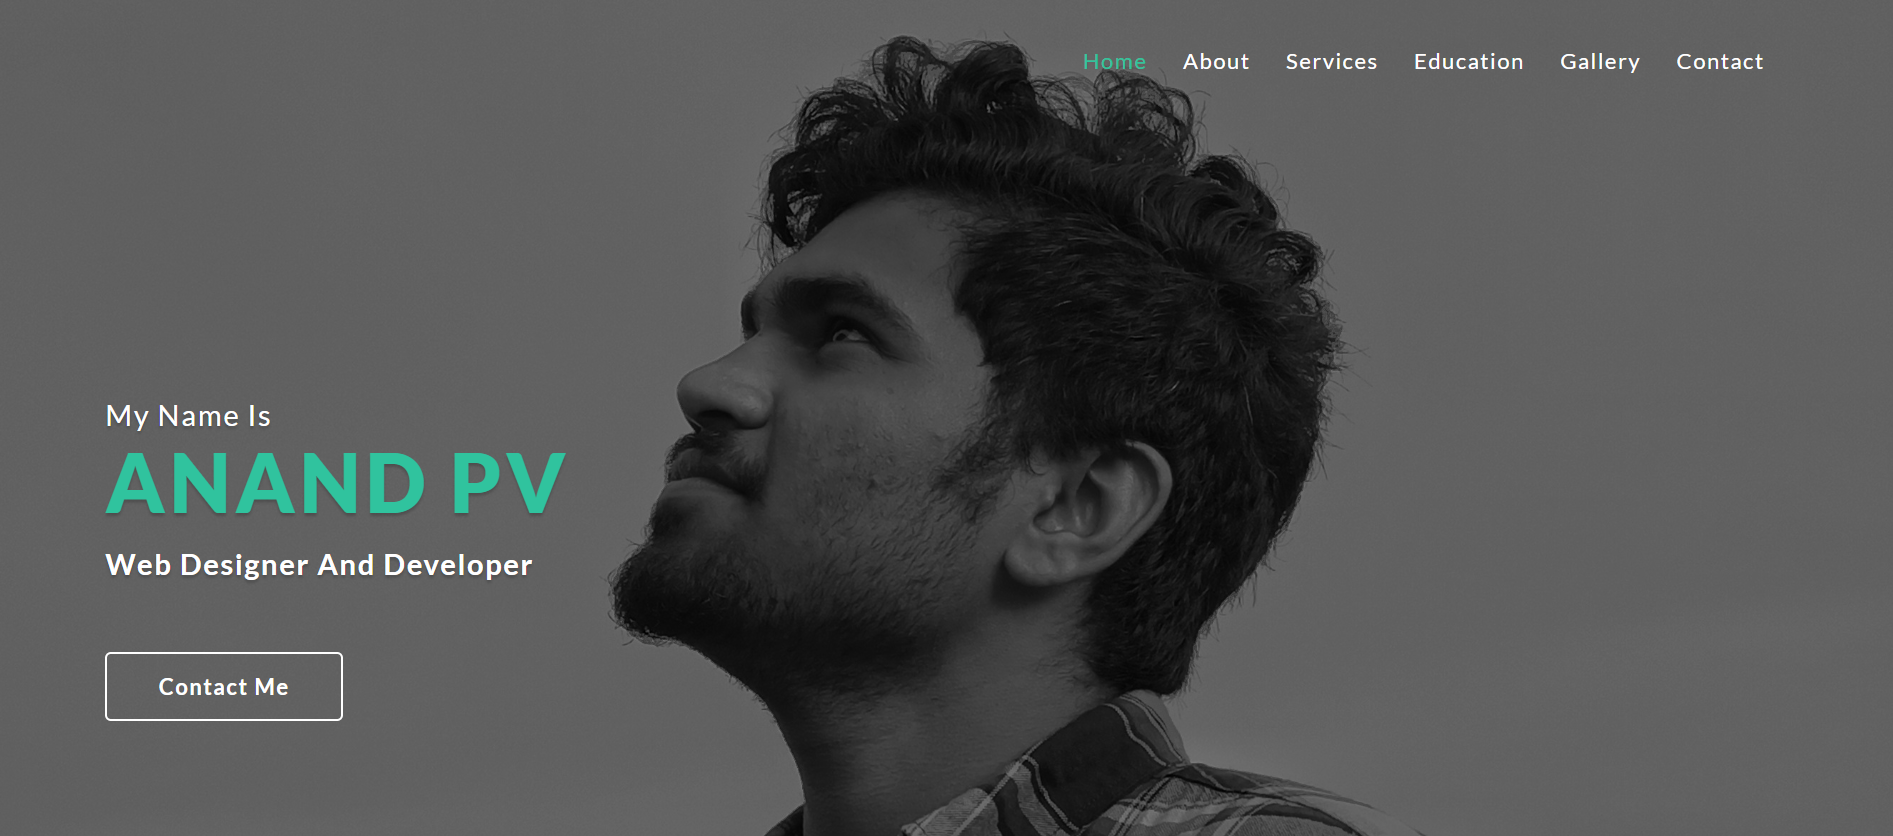 Home About Services Education Gallery Contact
My Name Is
ANAND PV
Web Designer And Developer
Contact Me